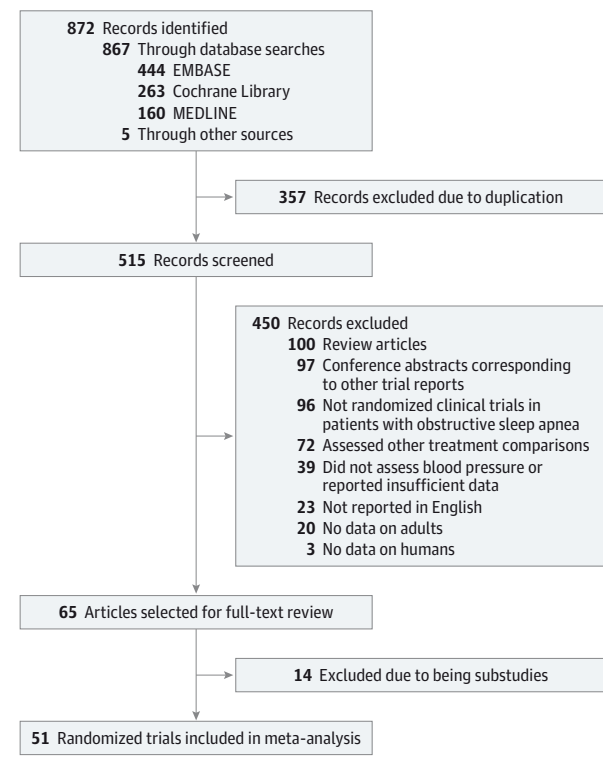 872 Records identified
867 Through database searches
444 EMBASE
263 Cochrane Library
160 MEDLINE
5 Through other sources
357 Records excluded due to duplication
515 Records screened
450 Records excluded
100 Review articles
97 Conference abstracts corresponding
to other trial reports
96 Not randomized clinical trials in
patients with obstructive sleep apnea
72 Assessed other treatment comparisons
39 Did not assess blood pressure or
reported insufficient data
23 Not reported in English
20 No data on adults
3 No data on humans
65 Articles selected for full-text review
14 Excluded due to being substudies
51 Randomized trials included in meta-analysis